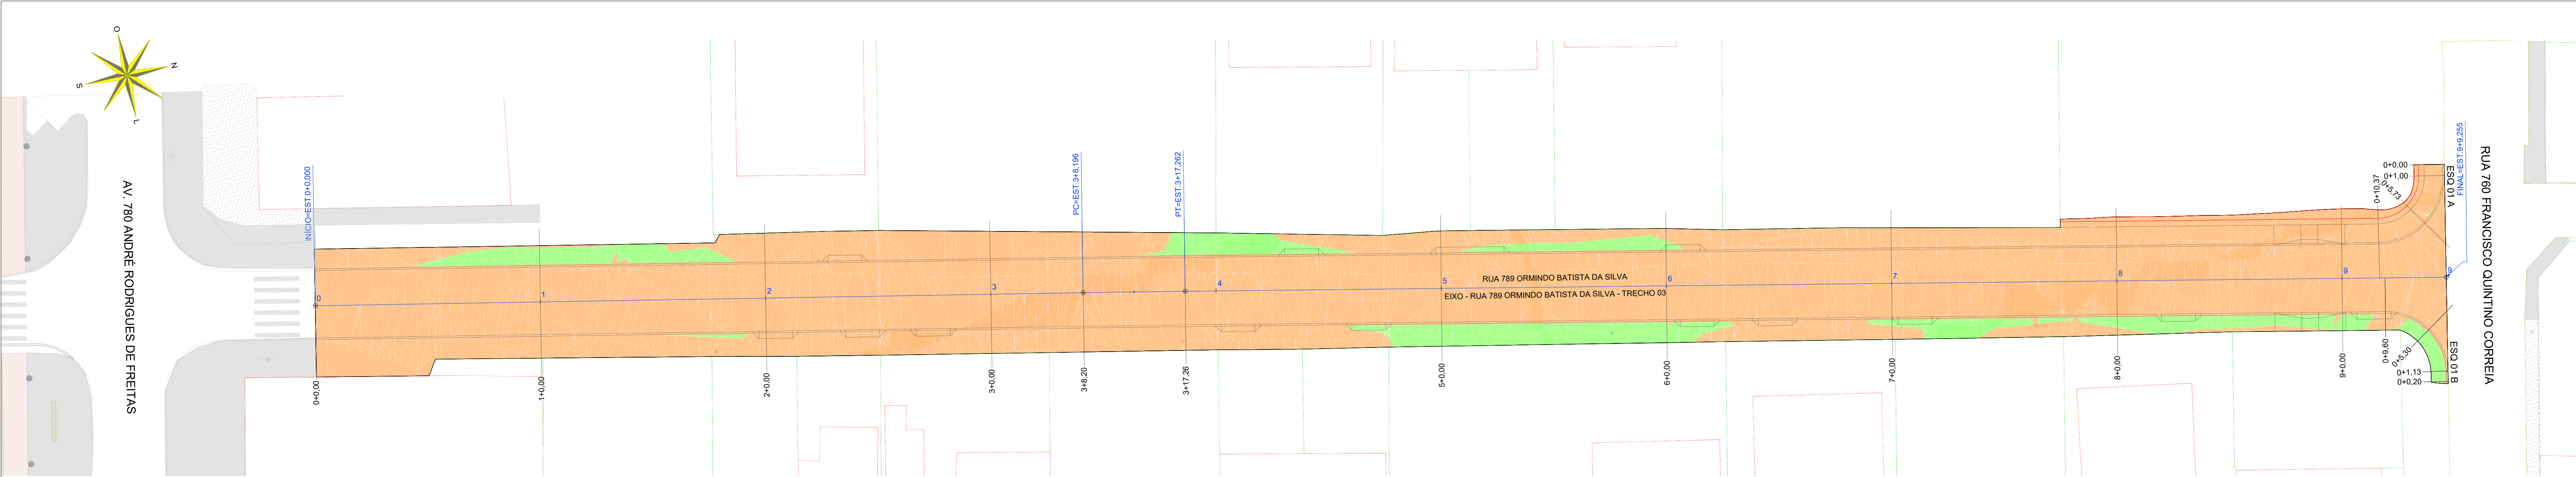 O
N
S
L
AV. 780 ANDRÉ RODRIGUES DE FREITAS
INÍCIO=EST.0+0,000
PC=EST.3+8,196
PT=EST.3+17,262
FINAL=EST.9+9,255
RUA 760 FRANCISCO QUINTINO CORREIA
0+0,00
0+1,00
0+5,73
0+10,37
ESQ 01 A
0
1
2
3
4
5
6
7
8
9
9
RUA 789 ORMINDO BATISTA DA SILVA
EIXO - RUA 789 ORMINDO BATISTA DA SILVA - TRECHO 03
0+0,00
1+0,00
2+0,00
3+0,00
3+8,20
3+17,26
5+0,00
6+0,00
7+0,00
8+0,00
9+0,00
0+9,60
0+5,30
0+1,13
0+0,20
ESQ 01 B